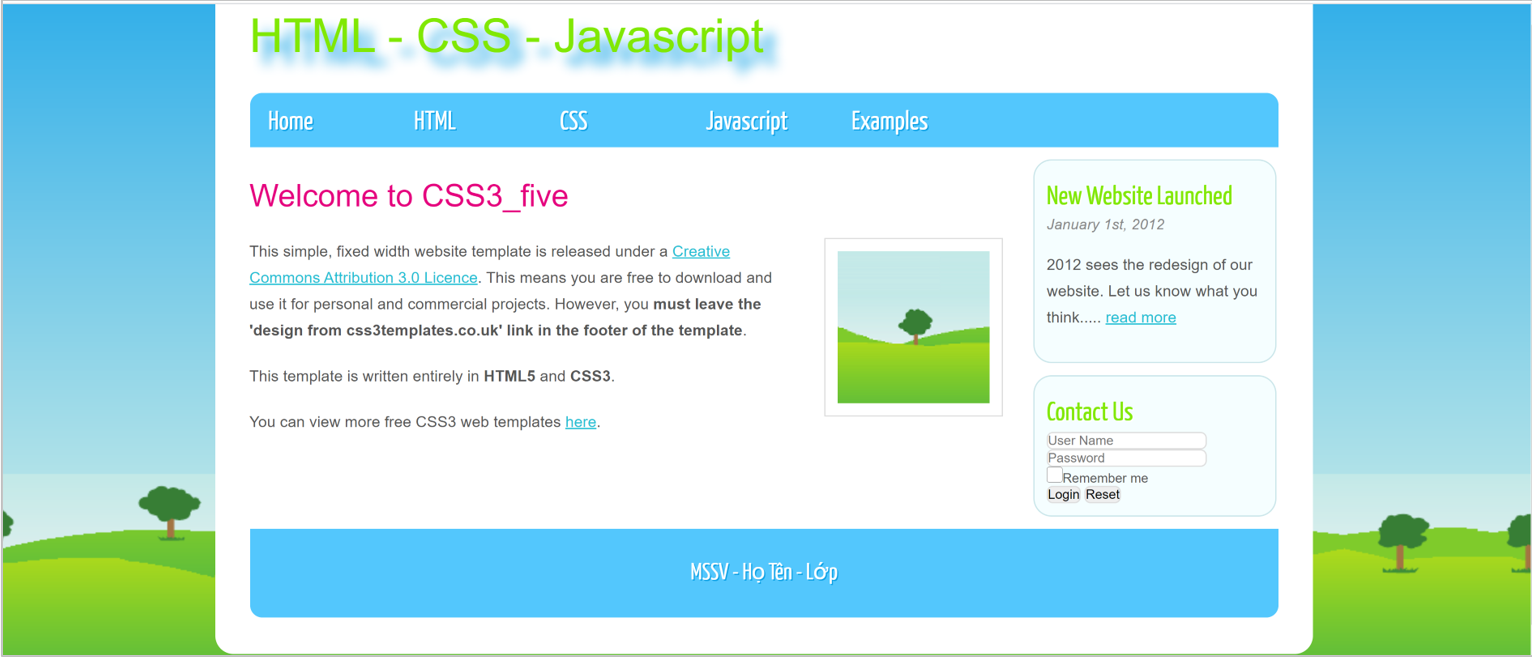 HTML - CSS - Javascript
Home HTML CSS Javascript Examples
Welcome to CSS3_five
This simple, fixed width website template is released under a Creative
Commons Attribution 3.0 Licence. This means you are free to download and
use it for personal and commercial projects. However, you must leave the
'design from css3templates.co.uk' link in the footer of the template.
This template is written entirely in HTML5 and CSS3.
You can view more free CSS3 web templates here.
New Website Launched
January 1st, 2012
2012 sees the redesign of our
website. Let us know what you
think..... read more
Contact Us
User Name
Password
Remember me
Login Reset
MSSV - Họ Tên - Lớp